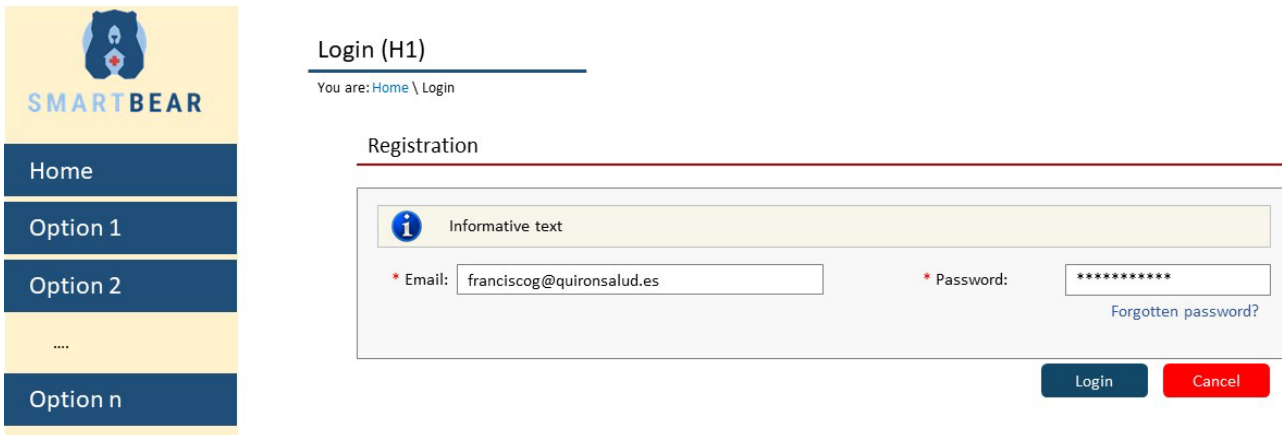 SMARTBEAR
Home
Option 1
Option 2
....
Option n
Login (H1)
You are: Home \ Login
Registration
Informative text
* Email: franciscog@quironsalud.es
* Password: ***********
Forgotten password?
Login
Cancel